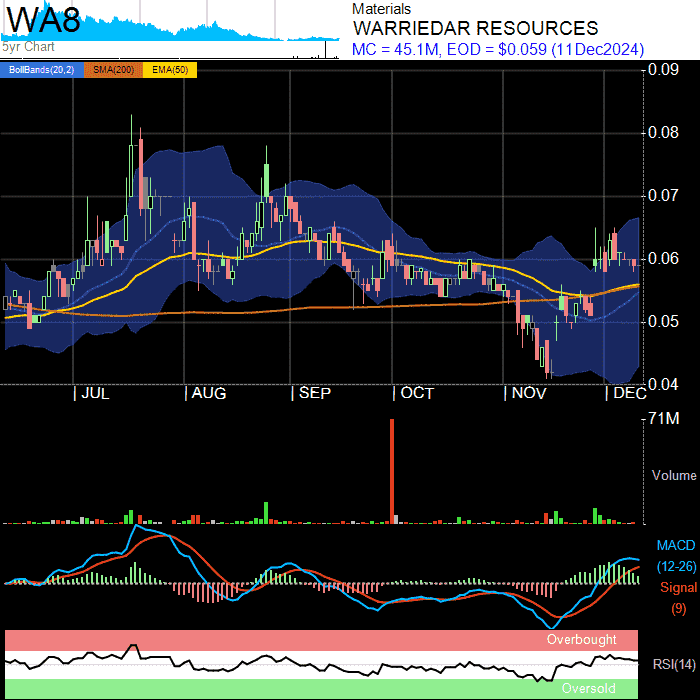 WA8
5yr Chart
Materials
WARRIEDAR RESOURCES
MC = 45.1M, EOD = $0.059 (11Dec2024)
BollBands(20,2) SMA(200) EMA(50)
0.09
0.08
0.07
0.06
0.05
0.04
JUL AUG SEP OCT NOV DEC
71M
Volume
MACD
(12-26)
Signal
(9)
Overbought
RSI(14)
Oversold